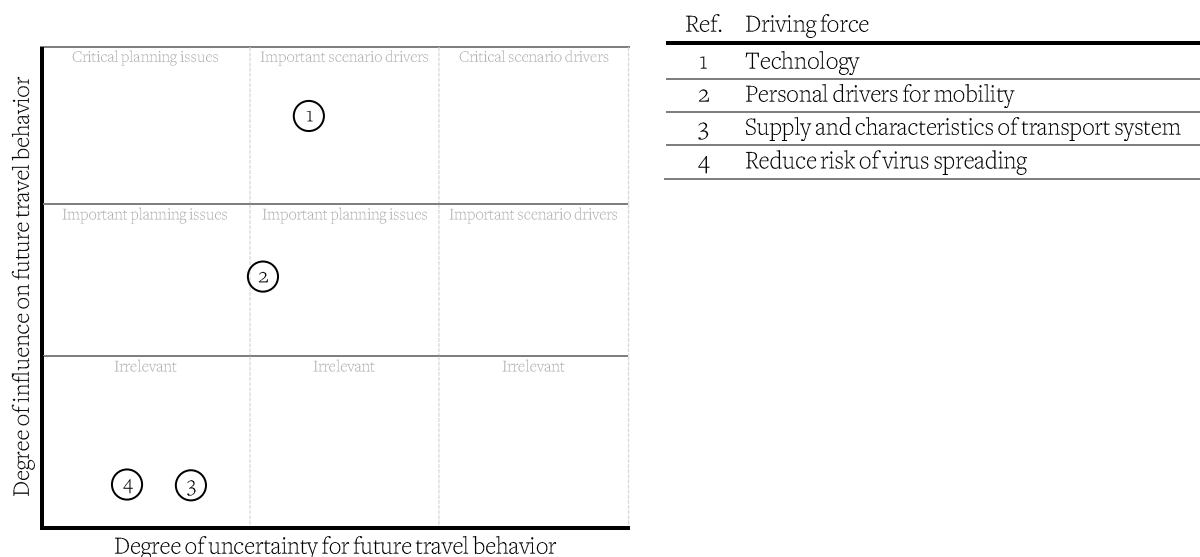 Critical planning issues Important scenario drivers Critical scenario drivers
1
Important planning issues Important planning issues Important scenario drivers
2
Irrelevant Irrelevant Irrelevant
4 3
Degree of influence on future travel behavior
Degree of uncertainty for future travel behavior
Ref. Driving force
1 Technology
2 Personal drivers for mobility
3 Supply and characteristics of transport system
4 Reduce risk of virus spreading